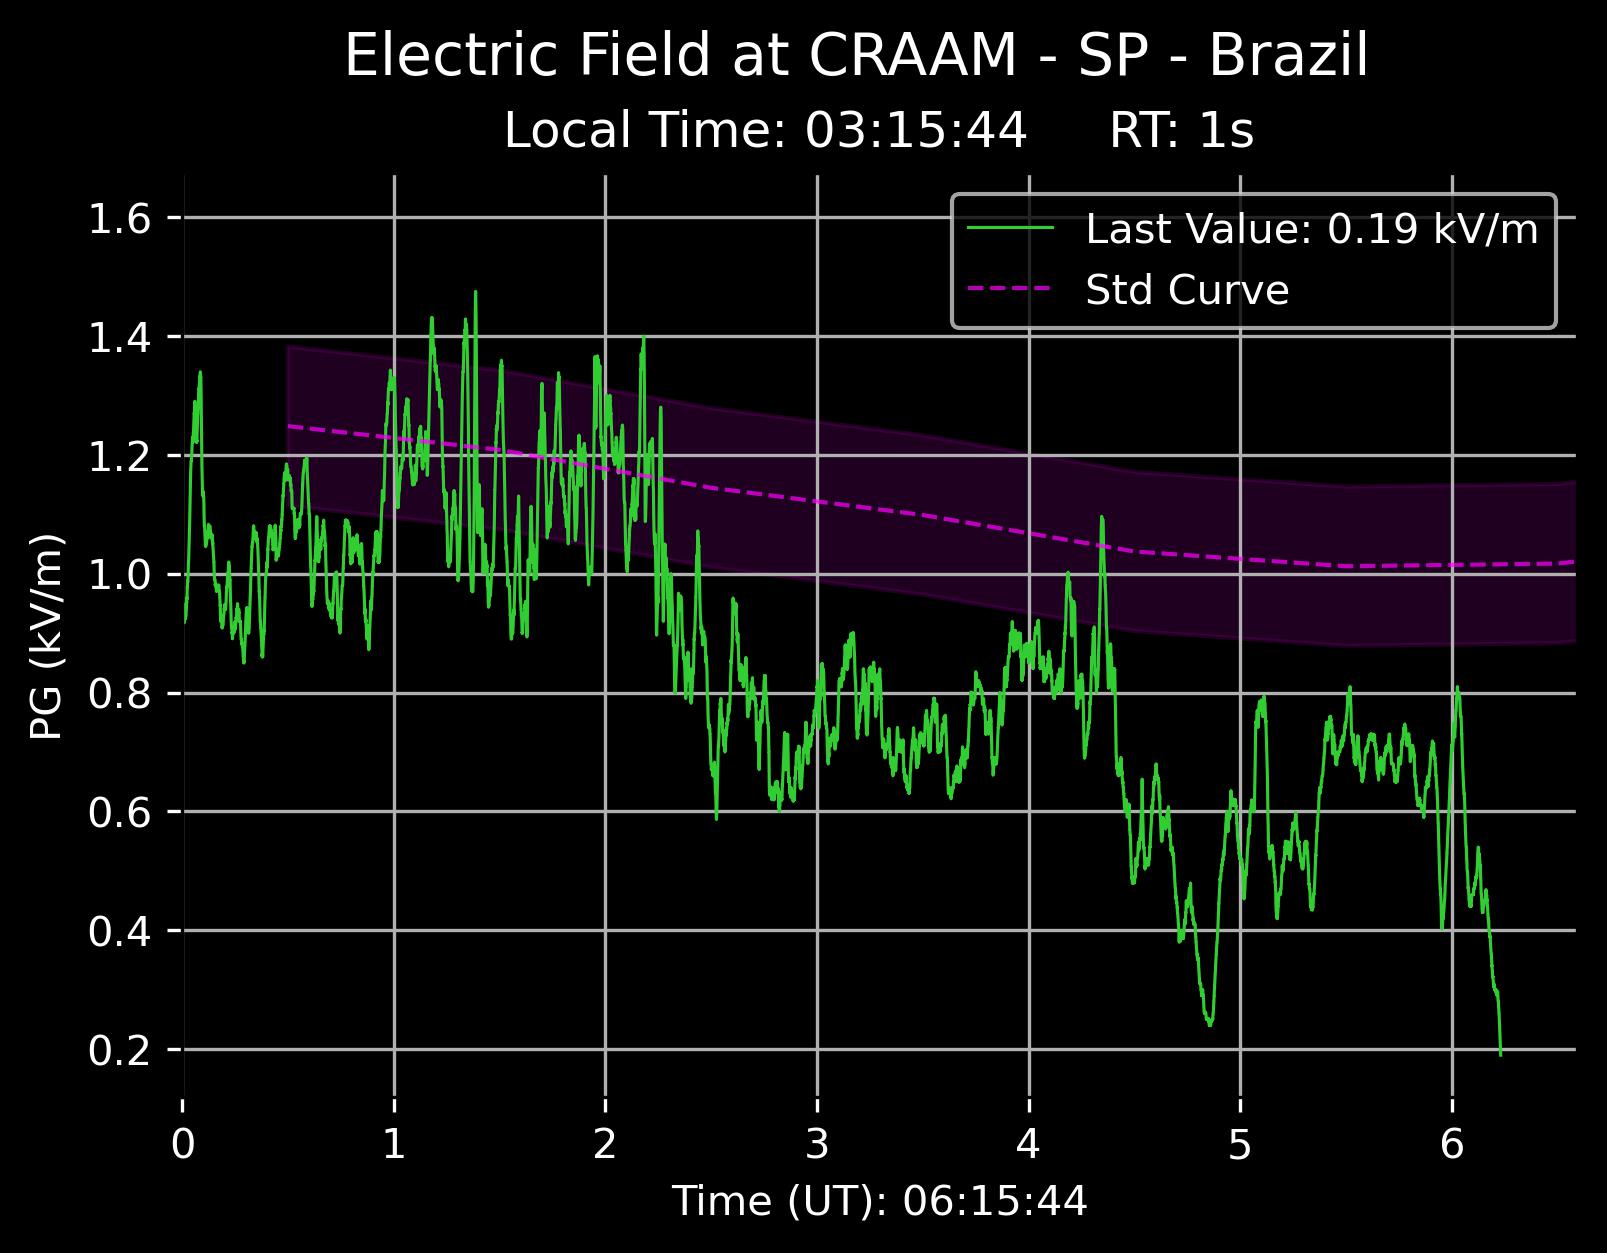 Electric Field at CRAAM - SP - Brazil
Local Time: 03:15:44 RT: 1s
Last Value: 0.19 kV/m
Std Curve
PG (kV/m)
1.6
1.4
1.2
1.0
0.8
0.6
0.4
0.2
0 1 2 3 4 5 6
Time (UT): 06:15:44